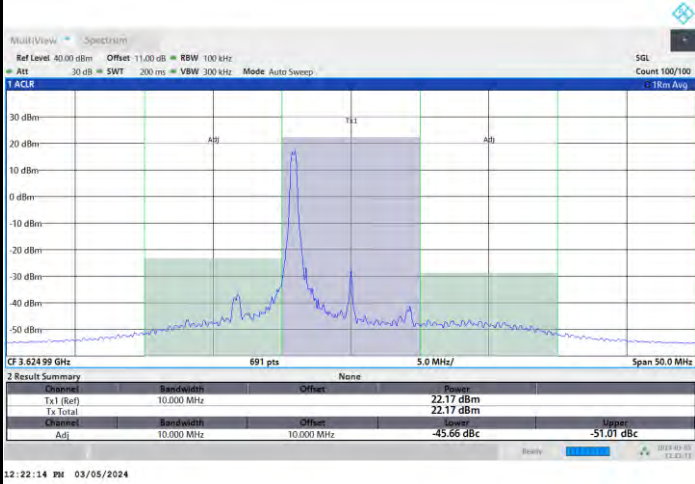 MultiView Spectrum
Ref Level 40.00 dBm Offset 11.00 dB RBW 100 kHz SGL
Att 30 dB SWT 200 ms VBW 300 kHz Mode Auto Sweep Count 100/100
1 ACLR 1Rm Avg
30 dBm
Tx1
20 dBm
Adj Adj
10 dBm
0 dBm
-10 dBm
-20 dBm
-30 dBm
-40 dBm
-50 dBm
CF 3.624 99 GHz 691 pts 5.0 MHz/ Span 50.0 MHz
2 Result Summary None
Channel Bandwidth Offset Power
Tx1 (Ref) 10.000 MHz 22.17 dBm
Tx Total 22.17 dBm
Channel Bandwidth Offset Lower Upper
Adj 10.000 MHz 10.000 MHz -45.66 dBc -51.01 dBc
Ready
12:22:14 PM 03/05/2024